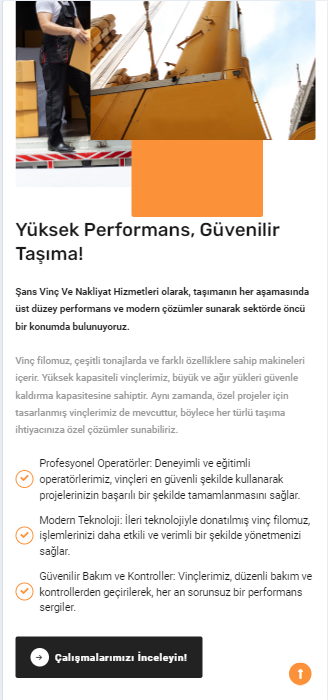 Yüksek Performans, Güvenilir
Taşıma!
Şans Vinç Ve Nakliyat Hizmetleri olarak, taşımanın her aşamasında
üst düzey performans ve modern çözümler sunarak sektörde öncü
bir konumda bulunuyoruz.
Vinç filomuz, çeşitli tonajlarda ve farklı özelliklere sahip makineleri
içerir. Yüksek kapasiteli vinçlerimiz, büyük ve ağır yükleri güvenle
kaldırma kapasitesine sahiptir. Aynı zamanda, özel projeler için
tasarlanmış vinçlerimiz de mevcuttur, böylece her türlü taşıma
ihtiyacınıza özel çözümler sunabiliriz.
Profesyonel Operatörler: Deneyimli ve eğitimli
operatörlerimiz, vinçleri en güvenli şekilde kullanarak
projelerinizin başarılı bir şekilde tamamlanmasını sağlar.
Modern Teknoloji: İleri teknolojiyle donatılmış vinç filomuz,
işlemlerinizi daha etkili ve verimli bir şekilde yönetmenizi
sağlar.
Güvenilir Bakım ve Kontroller: Vinçlerimiz, düzenli bakım ve
kontrollerden geçirilerek, her an sorunsuz bir performans
sergiler.
Çalışmalarımızı İnceleyin!